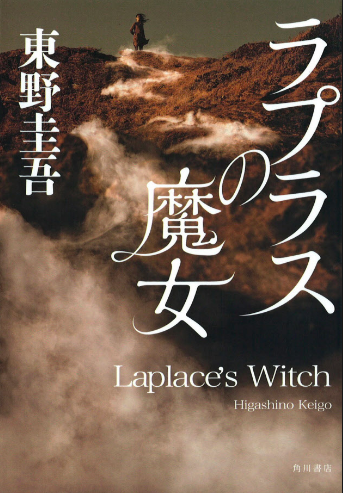 ラプラス
の
魔女
東野圭吾
Laplace's Witch
Higashino Keigo
角川書店